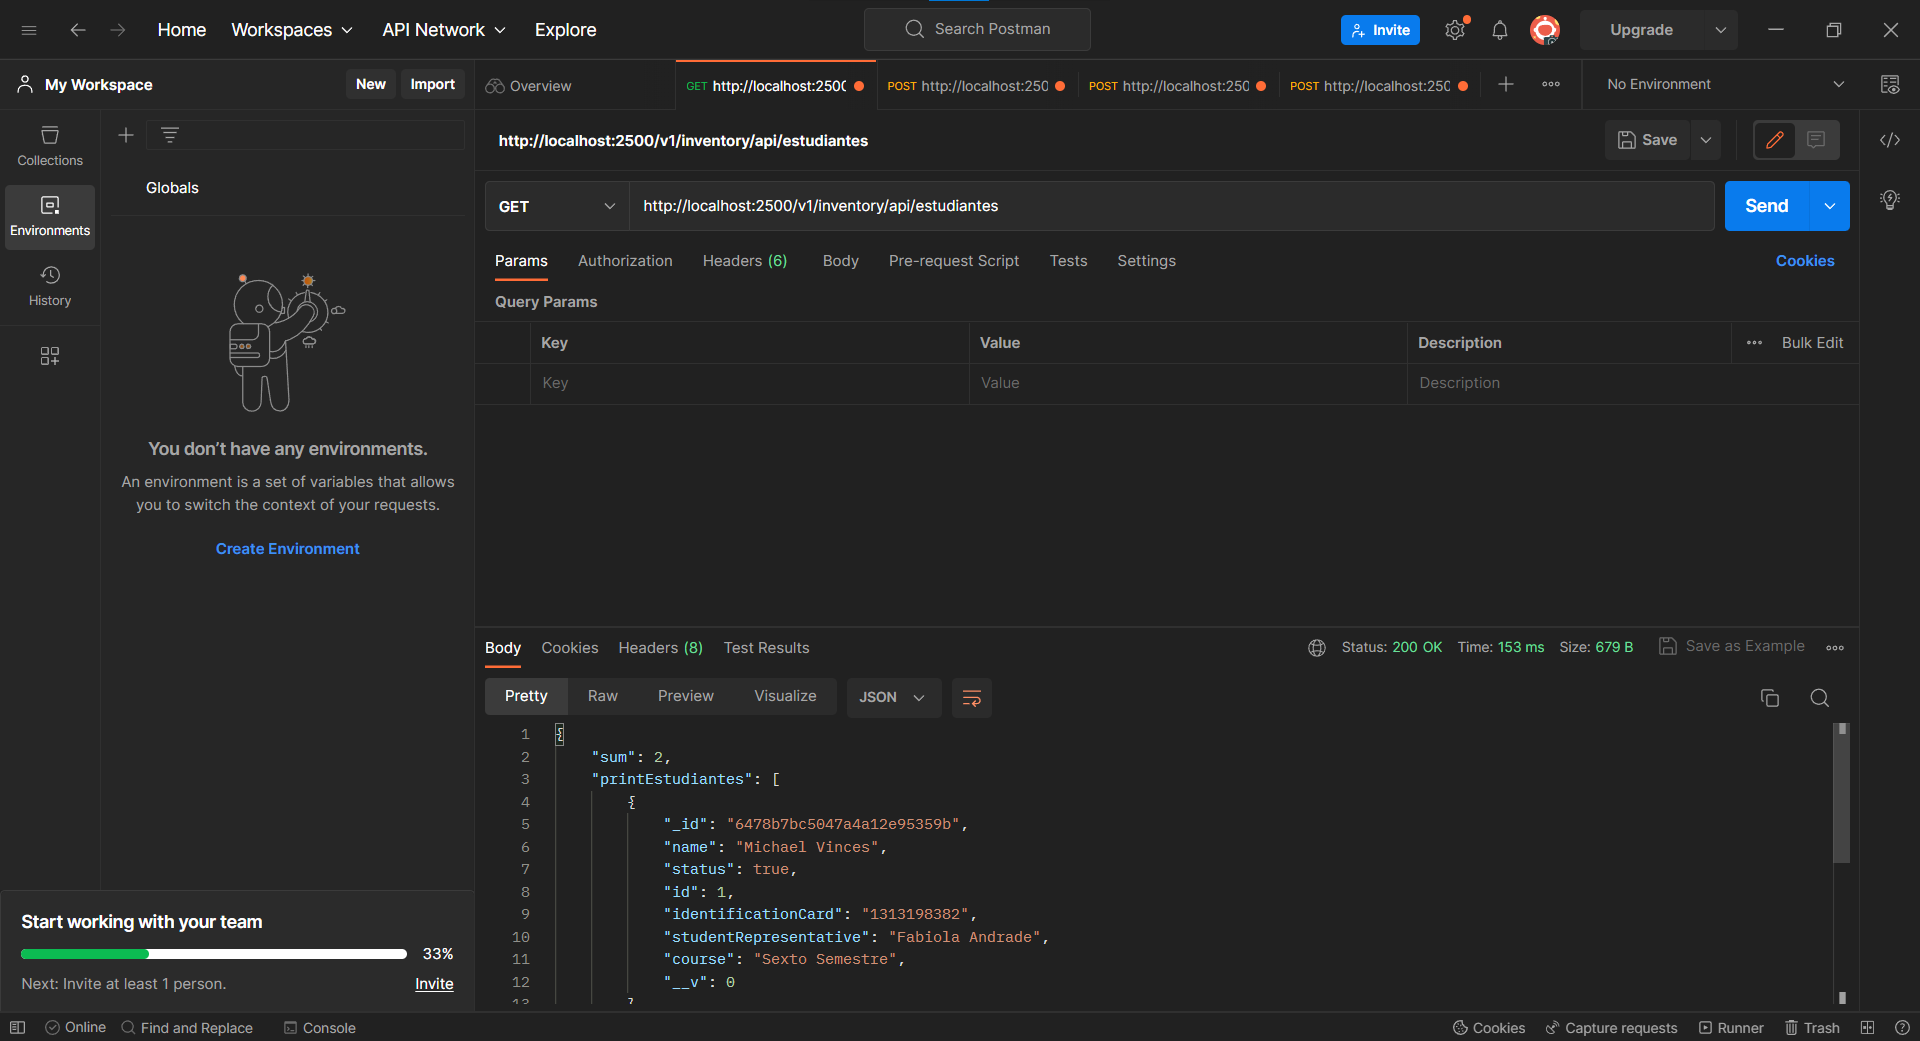 Home Workspaces API Network Explore
Search Postman
Invite
Upgrade
My Workspace New Import
Overview
GET http://localhost:2500
POST http://localhost:250
POST http://localhost:250
POST http://localhost:250
No Environment
Collections
Environments
History
Globals
You don’t have any environments.
An environment is a set of variables that allows
you to switch the context of your requests.
Create Environment
Start working with your team
33%
Next: Invite at least 1 person. Invite
http://localhost:2500/v1/inventory/api/estudiantes
Save
GET http://localhost:2500/v1/inventory/api/estudiantes Send
Params Authorization Headers (6) Body Pre-request Script Tests Settings Cookies
Query Params
Key Value Description Bulk Edit
Key Value Description
Body Cookies Headers (8) Test Results Status: 200 OK Time: 153 ms Size: 679 B Save as Example
Pretty Raw Preview Visualize JSON
1 {
2 "sum": 2,
3 "printEstudiantes": [
4 {
5 "_id": "6478b7bc5047a4a12e95359b",
6 "name": "Michael Vinces",
7 "status": true,
8 "id": 1,
9 "identificationCard": "1313198382",
10 "studentRepresentative": "Fabiola Andrade",
11 "course": "Sexto Semestre",
12 "__v": 0
13 }
Online Find and Replace Console Cookies Capture requests Runner Trash